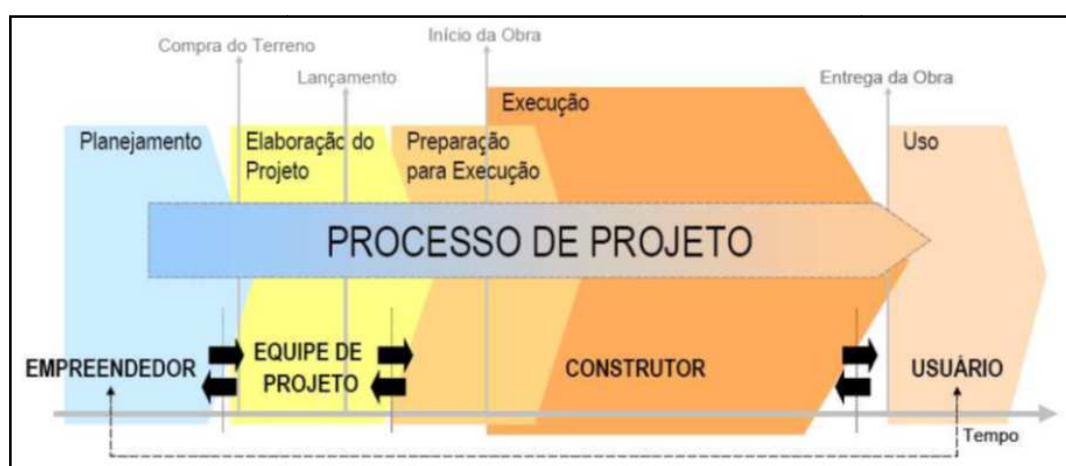 Compra do Terreno
Lançamento
Início da Obra
Entrega da Obra
Planejamento
Elaboração do
Projeto
Preparação
para Execução
Execução
Uso
PROCESSO DE PROJETO
EMPREENDEDOR
EQUIPE DE
PROJETO
CONSTRUTOR
USUÁRIO
Tempo